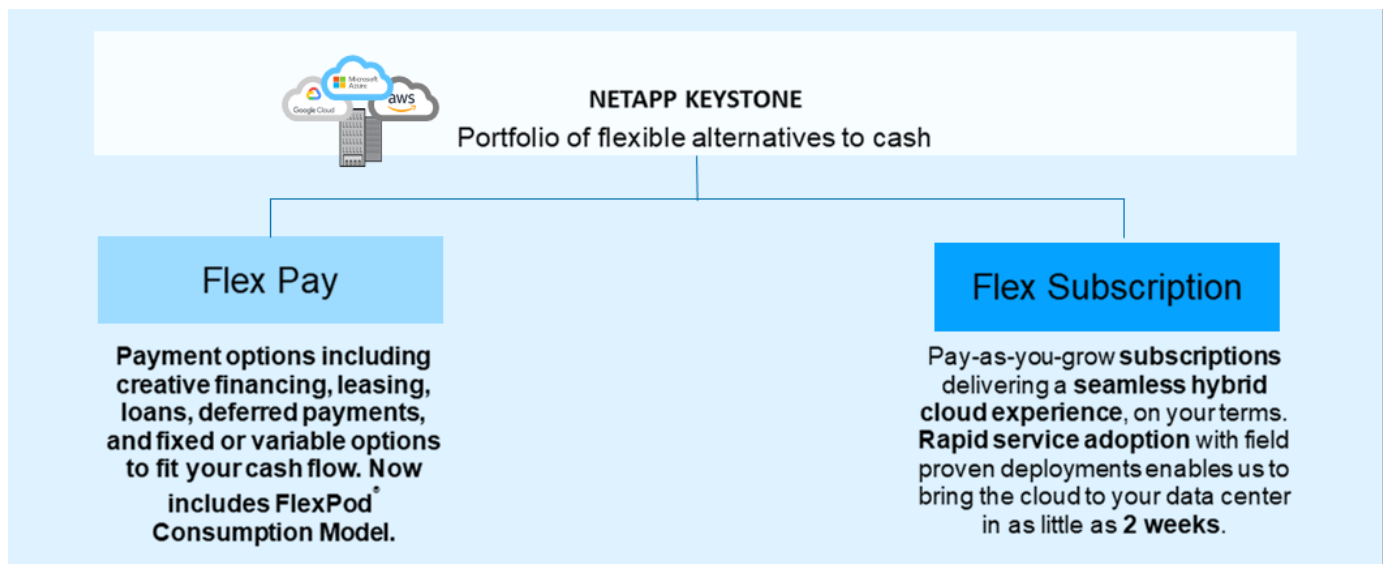 Microsoft
Azure
Google Cloud
aws
NETAPP KEYSTONE
Portfolio of flexible alternatives to cash
Flex Pay
Payment options including
creative financing, leasing,
loans, deferred payments,
and fixed or variable options
to fit your cash flow. Now
includes FlexPod®
Consumption Model.
Flex Subscription
Pay-as-you-grow subscriptions
delivering a seamless hybrid
cloud experience, on your terms.
Rapid service adoption with field
proven deployments enables us to
bring the cloud to your data center
in as little as 2 weeks.